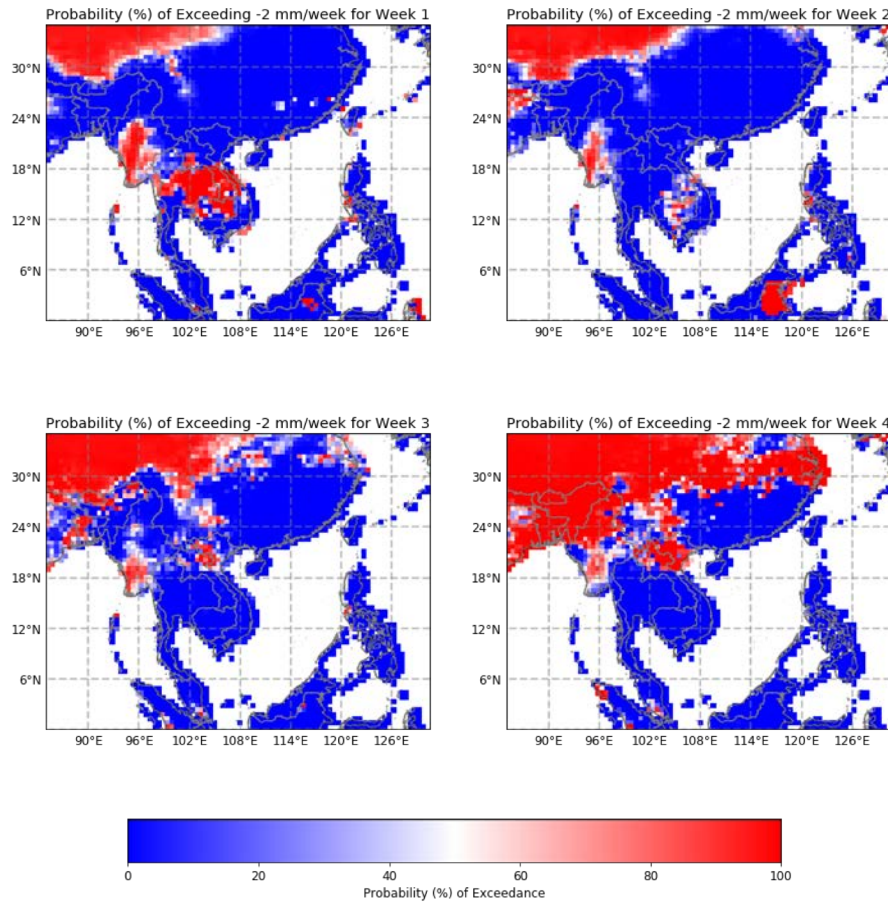 Probability (%) of Exceeding -2 mm/week for Week 1
Probability (%) of Exceeding -2 mm/week for Week 2
30°N
24°N
18°N
12°N
6°N
90°E 96°E 102°E 108°E 114°E 120°E 126°E
30°N
24°N
18°N
12°N
6°N
90°E 96°E 102°E 108°E 114°E 120°E 126°E
Probability (%) of Exceeding -2 mm/week for Week 3
Probability (%) of Exceeding -2 mm/week for Week 4
30°N
24°N
18°N
12°N
6°N
90°E 96°E 102°E 108°E 114°E 120°E 126°E
30°N
24°N
18°N
12°N
6°N
90°E 96°E 102°E 108°E 114°E 120°E 126°E
0 20 40 60 80 100
Probability (%) of Exceedance